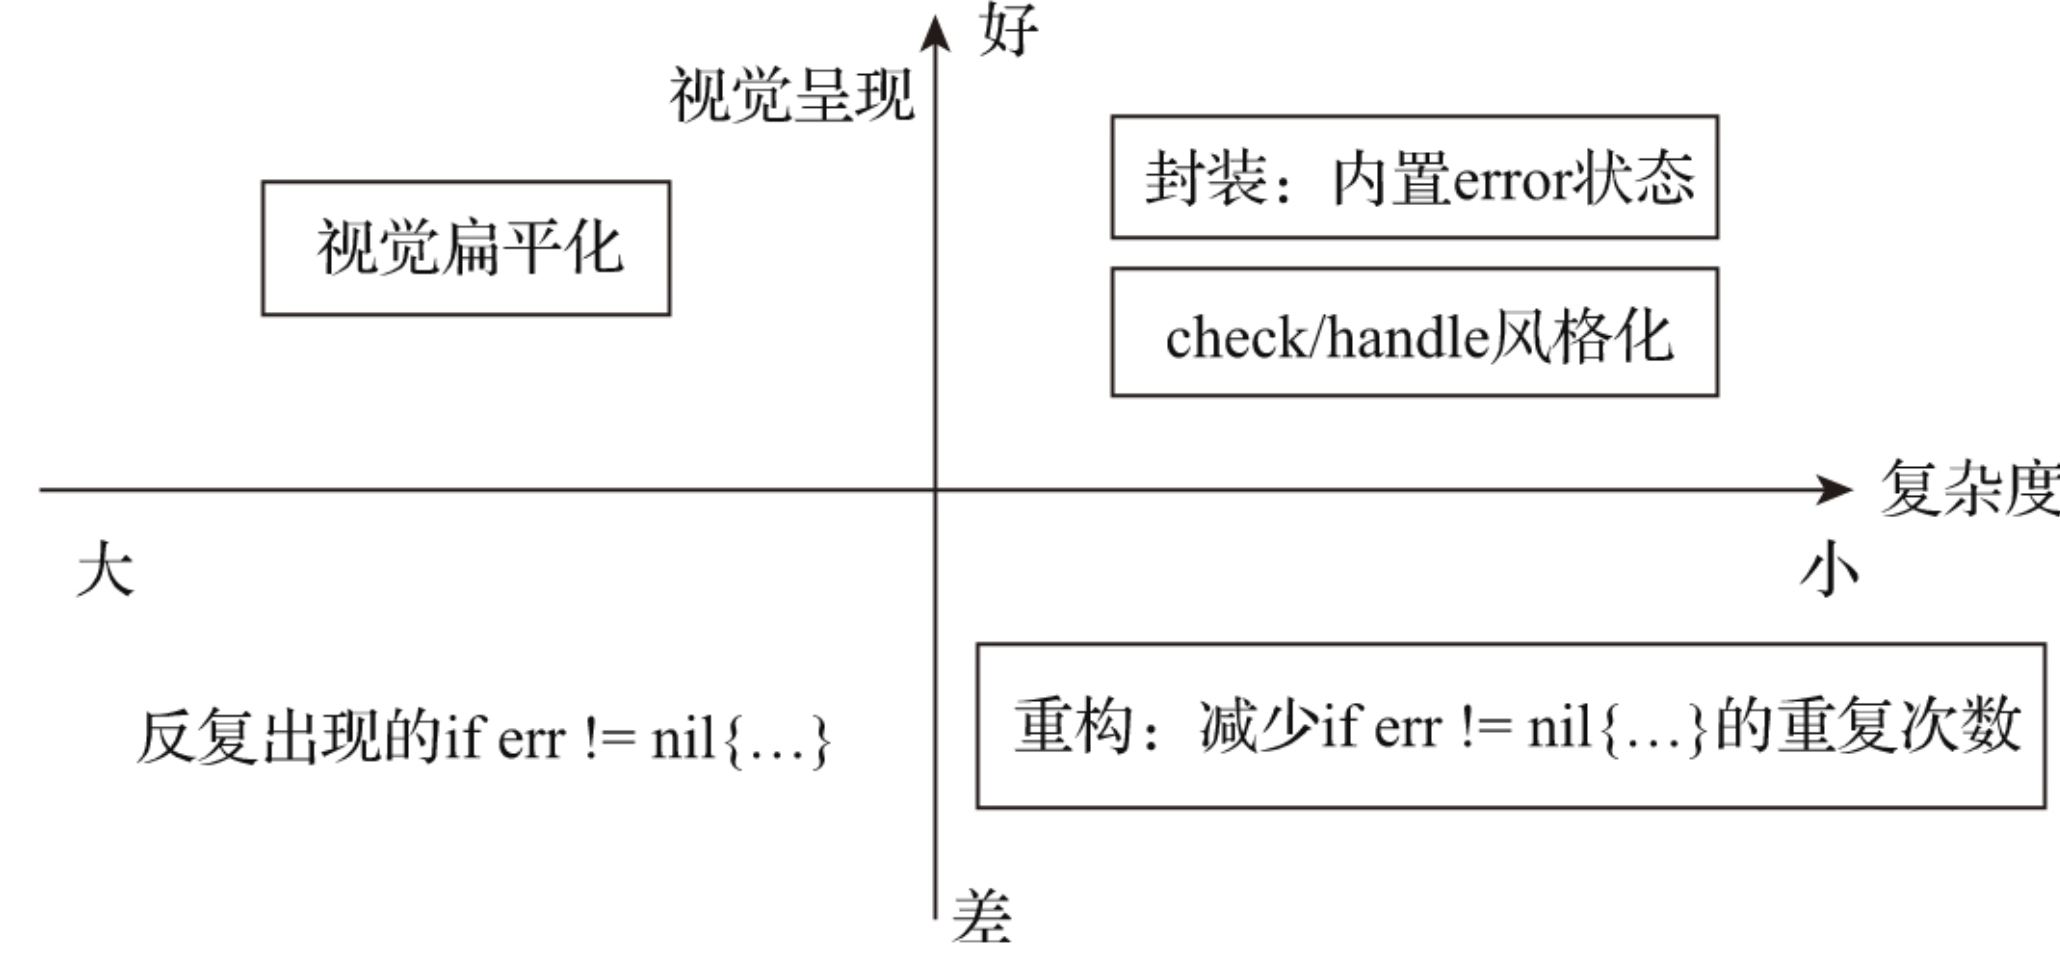 好
视觉呈现
封装：内置error状态
视觉扁平化
check/handle风格化
复杂度
大
小
反复出现的if err != nil{…}
重构：减少if err != nil{…}的重复次数
差